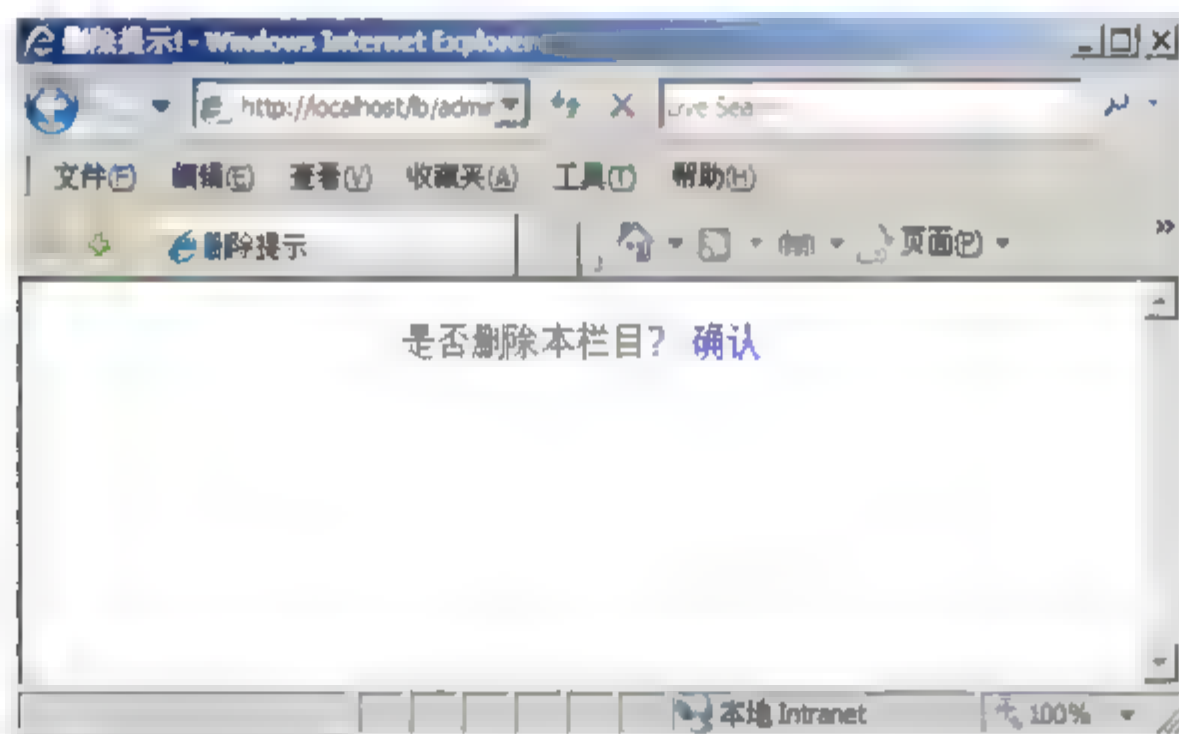 删除提示! - Windows Internet Explorer
http://localhost/lb/admi
Live Sea
文件(F) 编辑(E) 查看(V) 收藏夹(A) 工具(T) 帮助(H)
删除提示 页面(P)
是否删除本栏目? 确认
本地 Intranet 100%